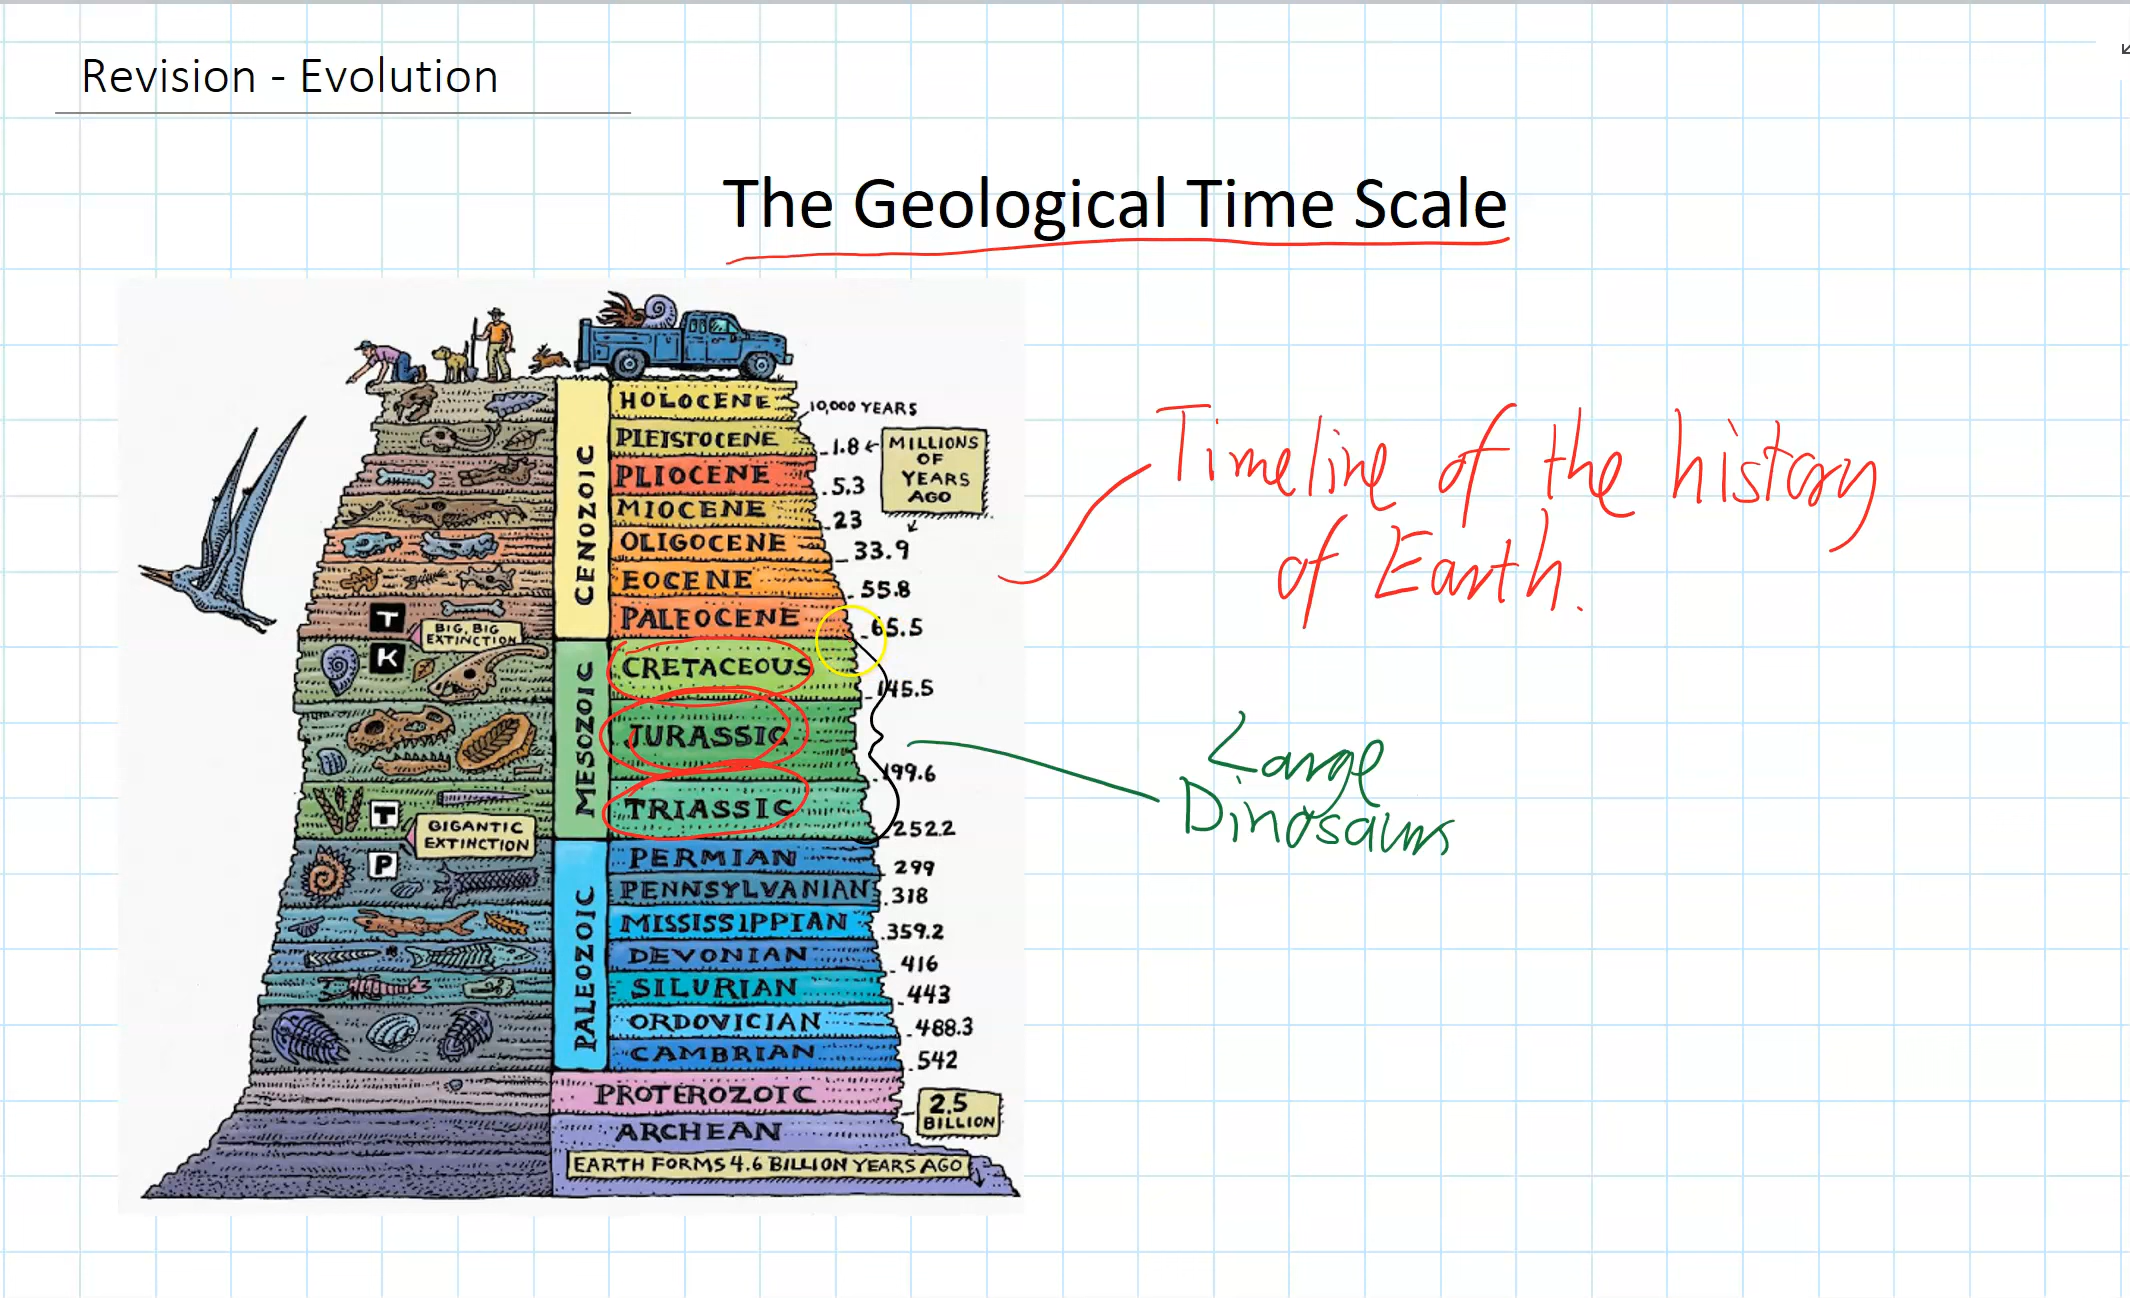 Revision - Evolution
The Geological Time Scale
CENOZOIC
HOLOCENE
10,000 YEARS
PLEISTOCENE
1.8
MILLIONS
OF
YEARS
AGO
PLIOCENE
5.3
MIOCENE
23
OLIGOCENE
33.9
EOCENE
55.8
PALEOCENE
65.5
T
BIG, BIG
EXTINCTION
K
MESOZOIC
CRETACEOUS
145.5
JURASSIC
199.6
TRIASSIC
252.2
T
GIGANTIC
EXTINCTION
P
PALEOZOIC
PERMIAN
299
PENNSYLVANIAN
318
MISSISSIPPIAN
359.2
DEVONIAN
416
SILURIAN
443
ORDOVICIAN
488.3
CAMBRIAN
542
PROTEROZOIC
2.5
BILLION
ARCHEAN
EARTH FORMS 4.6 BILLION YEARS AGO
Timeline of the history
of Earth.
Large
Dinosaurs